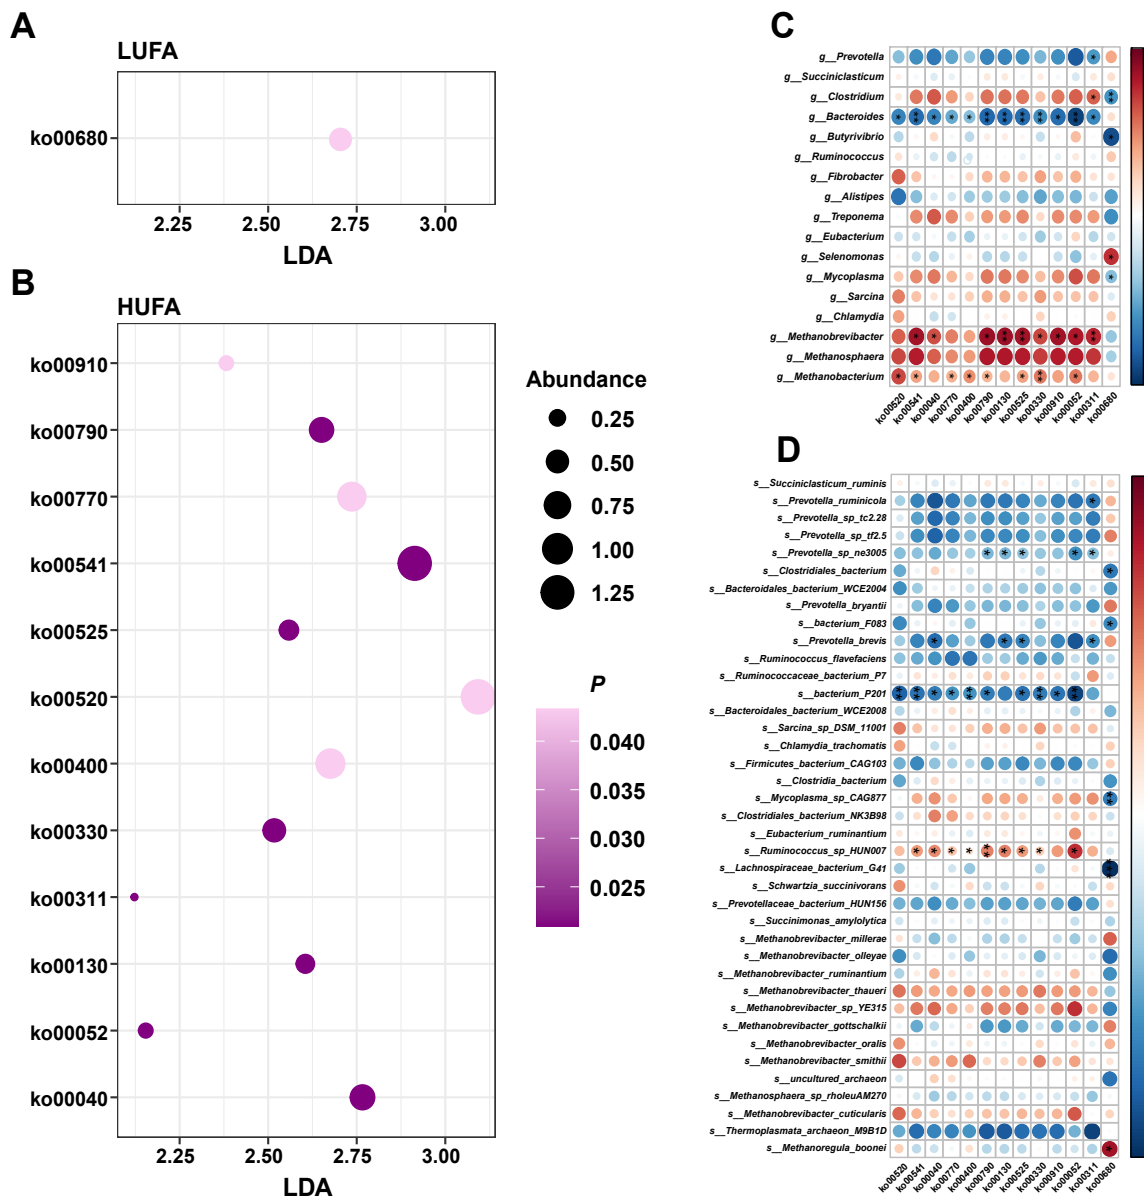 A
LUFA
ko00680
2.25 2.50 2.75 3.00
LDA
B
HUFA
ko00910
ko00790
ko00770
ko00541
ko00525
ko00520
ko00400
ko00330
ko00311
ko00130
ko00052
ko00040
2.25 2.50 2.75 3.00
LDA
Abundance
0.25
0.50
0.75
1.00
1.25
P
0.040
0.035
0.030
0.025
C
g__Prevotella
g__Succiniclasticum
g__Clostridium
g__Bacteroides
g__Butyrivibrio
g__Ruminococcus
g__Fibrobacter
g__Alistipes
g__Treponema
g__Eubacterium
g__Selenomonas
g__Mycoplasma
g__Sarcina
g__Chlamydia
g__Methanobrevibacter
g__Methanosphaera
g__Methanobacterium
ko00520 ko00541 ko00040 ko00770 ko00400 ko00790 ko00130 ko00525 ko00330 ko00910 ko00052 ko00311 ko00680
D
s__Succiniclasticum_ruminis
s__Prevotella_ruminicola
s__Prevotella_sp_tc2.28
s__Prevotella_sp_tf2.5
s__Prevotella_sp_ne3005
s__Clostridiales_bacterium
s__Bacteroidales_bacterium_WCE2004
s__Prevotella_bryantii
s__bacterium_F083
s__Prevotella_brevis
s__Ruminococcus_flavefaciens
s__Ruminococcaceae_bacterium_P7
s__bacterium_P201
s__Bacteroidales_bacterium_WCE2008
s__Sarcina_sp_DSM_11001
s__Chlamydia_trachomatis
s__Firmicutes_bacterium_CAG103
s__Clostridia_bacterium
s__Mycoplasma_sp_CAG877
s__Clostridiales_bacterium_NK3B98
s__Eubacterium_ruminantium
s__Ruminococcus_sp_HUN007
s__Lachnospiraceae_bacterium_G41
s__Schwartzia_succinivorans
s__Prevotellaceae_bacterium_HUN156
s__Succinimonas_amylolytica
s__Methanobrevibacter_millerae
s__Methanobrevibacter_olleyae
s__Methanobrevibacter_ruminantium
s__Methanobrevibacter_thaueri
s__Methanobrevibacter_sp_YE315
s__Methanobrevibacter_gottschalkii
s__Methanobrevibacter_oralis
s__Methanobrevibacter_smithii
s__uncultured_archaeon
s__Methanosphaera_sp_rholeuAM270
s__Methanobrevibacter_cuticularis
s__Thermoplasmata_archaeon_M9B1D
s__Methanoregula_boonei
ko00520 ko00541 ko00040 ko00770 ko00400 ko00790 ko00130 ko00525 ko00330 ko00910 ko00052 ko00311 ko00680